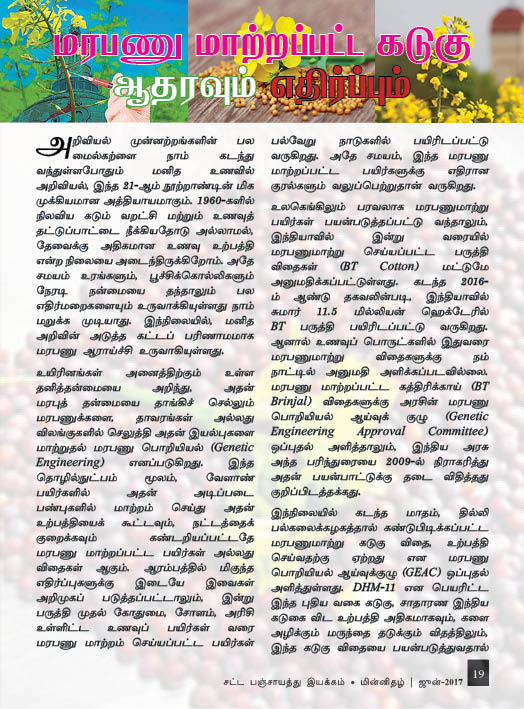 மரபணு மாற்றப்பட்ட கடுகு
ஆதரவும் எதிர்ப்பும்
அறிவியல் முன்னற்றங்களின் பல
மைல்கற்ளை நாம் கடந்து
வந்துள்ளபோதும் மனித உணவில்
அறிவியல், இந்த 21-ஆம் நூற்றாண்டின் மிக
முக்கியமான அத்தியாயமாகும். 1960-களில்
நிலவிய கடும் வறட்சி மற்றும் உணவுத்
தட்டுப்பாட்டை நீக்கியதோடு அல்லாமல்,
தேவைக்கு அதிகமான உணவு உற்பத்தி
என்ற நிலையை அடைந்திருக்கிறோம். அதே
சமயம் உரங்களும், பூச்சிக்கொல்லிகளும்
நேரடி நன்மையை தந்தாலும் பல
எதிர்மறைகளையும் உருவாக்கியுள்ளது நாம்
மறுக்க முடியாது. இந்நிலையில், மனித
அறிவின் அடுத்த கட்டப் பரிணாமமாக
மரபணு ஆராய்ச்சி உருவாகியுள்ளது.
உயிரினங்கள் அனைத்திற்கும் உள்ள
தனித்தன்மையை அறிந்து, அதன்
மரபுத் தன்மையை தாங்கிச் செல்லும்
மரபணுக்களை, தாவரங்கள் அல்லது
விலங்குகளில் செலுத்தி அதன் இயல்புகளை
மாற்றுதல் மரபணு பொறியியல் (Genetic
Engineering) எனப்படுகிறது. இந்த
தொழில்நுட்பம் மூலம், வேளாண்
பயிர்களில் அதன் அடிப்படை
பண்புகளில் மாற்றம் செய்து அதன்
உற்பத்தியைக் கூட்டவும், நட்டத்தைக்
குறைக்கவும் கண்டறியப்பட்டதே
மரபணு மாற்றப்பட்ட பயிர்கள் அல்லது
விதைகள் ஆகும். ஆரம்பத்தில் மிகுந்த
எதிர்ப்புகளுக்கு இடையே இவைகள்
அறிமுகப் படுத்தப்பட்டாலும், இன்று
பருத்தி முதல் கோதுமை, சோளம், அரிசி
உள்ளிட்ட உணவுப் பயிர்கள் வரை
மரபணு மாற்றம் செய்யப்பட்ட பயிர்கள்
பல்வேறு நாடுகளில் பயிரிடப்பட்டு
வருகிறது. அதே சமயம், இந்த மரபணு
மாற்றப்பட்ட பயிர்களுக்கு எதிரான
குரல்களும் வலுப்பெற்றுதான் வருகிறது.
உலகெங்கிலும் பரவலாக மரபணுமாற்று
பயிர்கள் பயன்படுத்தப்பட்டு வந்தாலும்,
இந்தியாவில் இன்று வரையில்
மரபணுமாற்று செய்யப்பட்ட பருத்தி
விதைகள் (BT Cotton) மட்டுமே
அனுமதிக்கப்பட்டுள்ளது. கடந்த 2016-
ம் ஆண்டு தகவலின்படி, இந்தியாவில்
சுமார் 11.5 மில்லியன் ஹெக்டேரில்
BT பருத்தி பயிரிடப்பட்டு வருகிறது.
ஆனால் உணவுப் பொருட்களில் இதுவரை
மரபணுமாற்று விதைகளுக்கு நம்
நாட்டில் அனுமதி அளிக்கப்படவில்லை.
மரபணு மாற்றப்பட்ட கத்திரிக்காய் (BT
Brinjal) விதைகளுக்கு அரசின் மரபணு
பொறியியல் ஆய்வுக் குழு (Genetic
Engineering Approval Committee)
ஒப்புதல் அளித்தாலும், இந்திய அரசு
அந்த பரிந்துரையை 2009-ல் நிராகரித்து
அதன் பயன்பாட்டுக்கு தடை விதித்தது
குறிப்பிடத்தக்கது.
இந்நிலையில் கடந்த மாதம், தில்லி
பல்கலைக்கழகத்தால் கண்டுபிடிக்கப்பட்ட
மரபணுமாற்று கடுகு விதை, உற்பத்தி
செய்வதற்கு ஏற்றது என மரபணு
பொறியியல் ஆய்வுக்குழு (GEAC) ஒப்புதல்
அளித்துள்ளது. DHM-11 என பெயரிட்ட
இந்த புதிய வகை கடுகு, சாதாரண இந்திய
கடுகை விட உற்பத்தி அதிகமாகவும், களை
அழிக்கும் மருந்தை தடுக்கும் விதத்திலும்,
இந்த கடுகு விதையை பயன்படுத்துவதால்
சட்ட பஞ்சாயத்து இயக்கம் • மின்னிதழ் | ஜுன்-2017 19